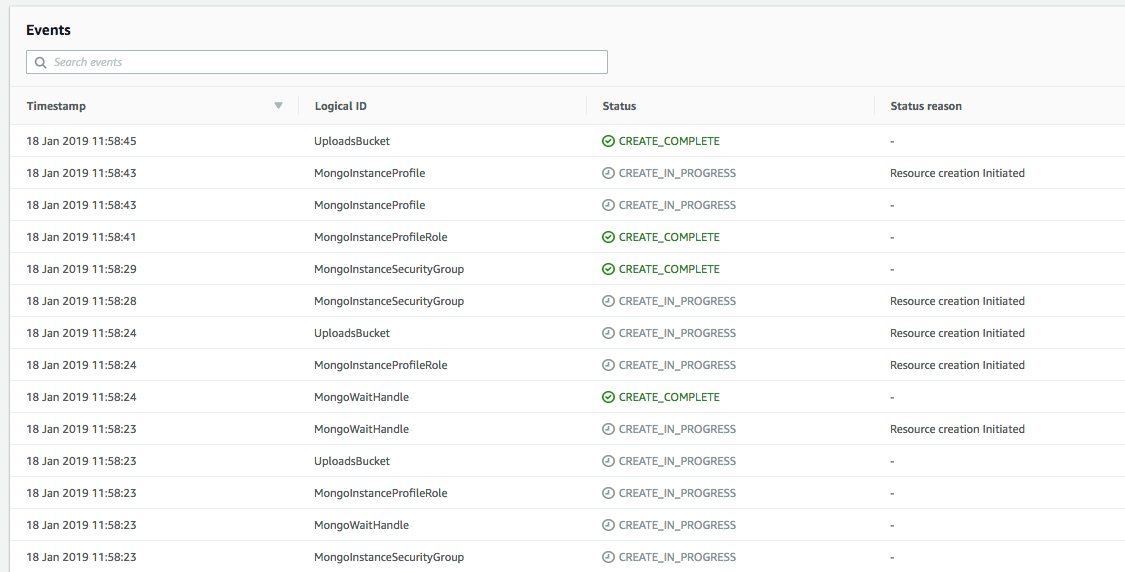 Events
Search events
Timestamp Logical ID Status Status reason
18 Jan 2019 11:58:45 UploadsBucket CREATE_COMPLETE -
18 Jan 2019 11:58:43 MongoInstanceProfile CREATE_IN_PROGRESS Resource creation Initiated
18 Jan 2019 11:58:43 MongoInstanceProfile CREATE_IN_PROGRESS -
18 Jan 2019 11:58:41 MongoInstanceProfileRole CREATE_COMPLETE -
18 Jan 2019 11:58:29 MongoInstanceSecurityGroup CREATE_COMPLETE -
18 Jan 2019 11:58:28 MongoInstanceSecurityGroup CREATE_IN_PROGRESS Resource creation Initiated
18 Jan 2019 11:58:24 UploadsBucket CREATE_IN_PROGRESS Resource creation Initiated
18 Jan 2019 11:58:24 MongoInstanceProfileRole CREATE_IN_PROGRESS Resource creation Initiated
18 Jan 2019 11:58:24 MongoWaitHandle CREATE_COMPLETE -
18 Jan 2019 11:58:23 MongoWaitHandle CREATE_IN_PROGRESS Resource creation Initiated
18 Jan 2019 11:58:23 UploadsBucket CREATE_IN_PROGRESS -
18 Jan 2019 11:58:23 MongoInstanceProfileRole CREATE_IN_PROGRESS -
18 Jan 2019 11:58:23 MongoWaitHandle CREATE_IN_PROGRESS -
18 Jan 2019 11:58:23 MongoInstanceSecurityGroup CREATE_IN_PROGRESS -